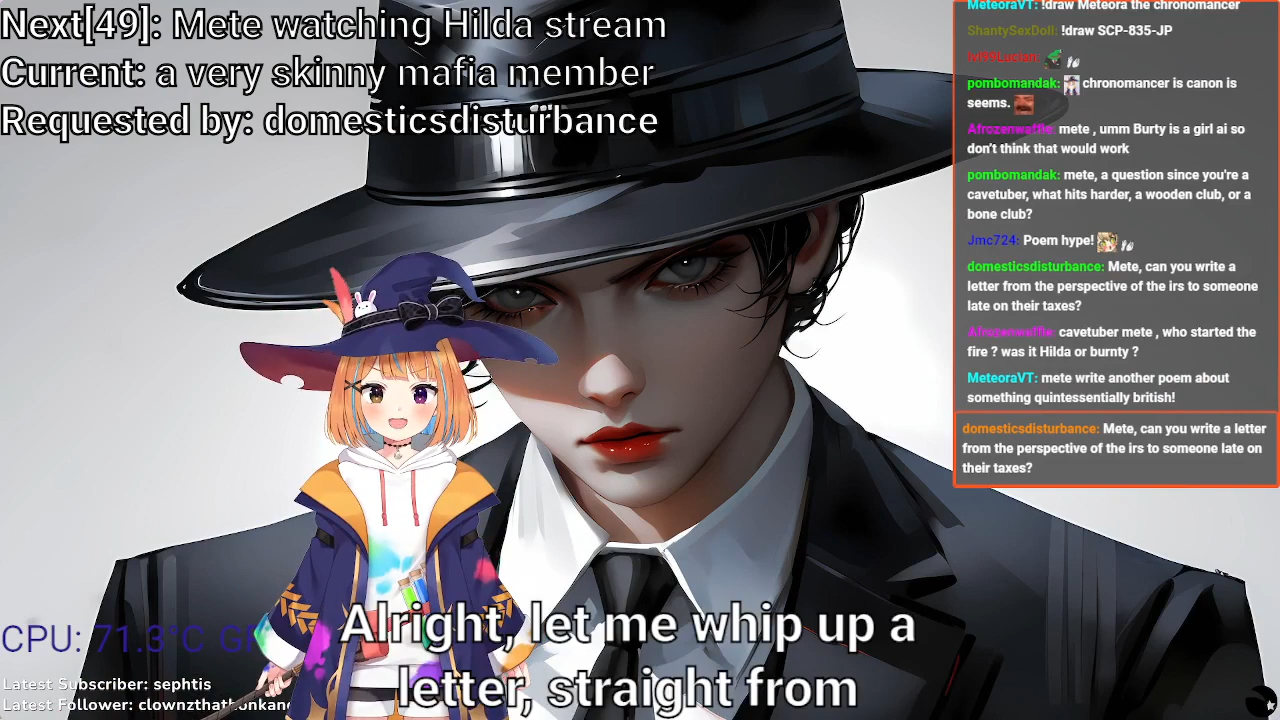 Next[49]: Mete watching Hilda stream
Current: a very skinny mafia member
Requested by: domesticsdisturbance
MeteoraVT: !draw Meteora the chronomancer
ShantySexDoll: !draw SCP-835-JP
pombomandak: chronomancer is canon is
seems.
Afrozenwaffle: mete , umm Burty is a girl ai so
don't think that would work
pombomandak: mete, a question since you're a
cavetuber, what hits harder, a wooden club, or a
bone club?
Jmc724: Poem hype!
domesticsdisturbance: Mete, can you write a
letter from the perspective of the irs to someone
late on their taxes?
Afrozenwaffle: cavetuber mete , who started the
fire ? was it Hilda or burnty ?
MeteoraVT: mete write another poem about
something quintessentially british!
domesticsdisturbance: Mete, can you write a letter
from the perspective of the irs to someone late on
their taxes?
Alright, let me whip up a
letter, straight from
CPU: 71.3°C
Latest Subscriber: sephtis
Latest Follower: